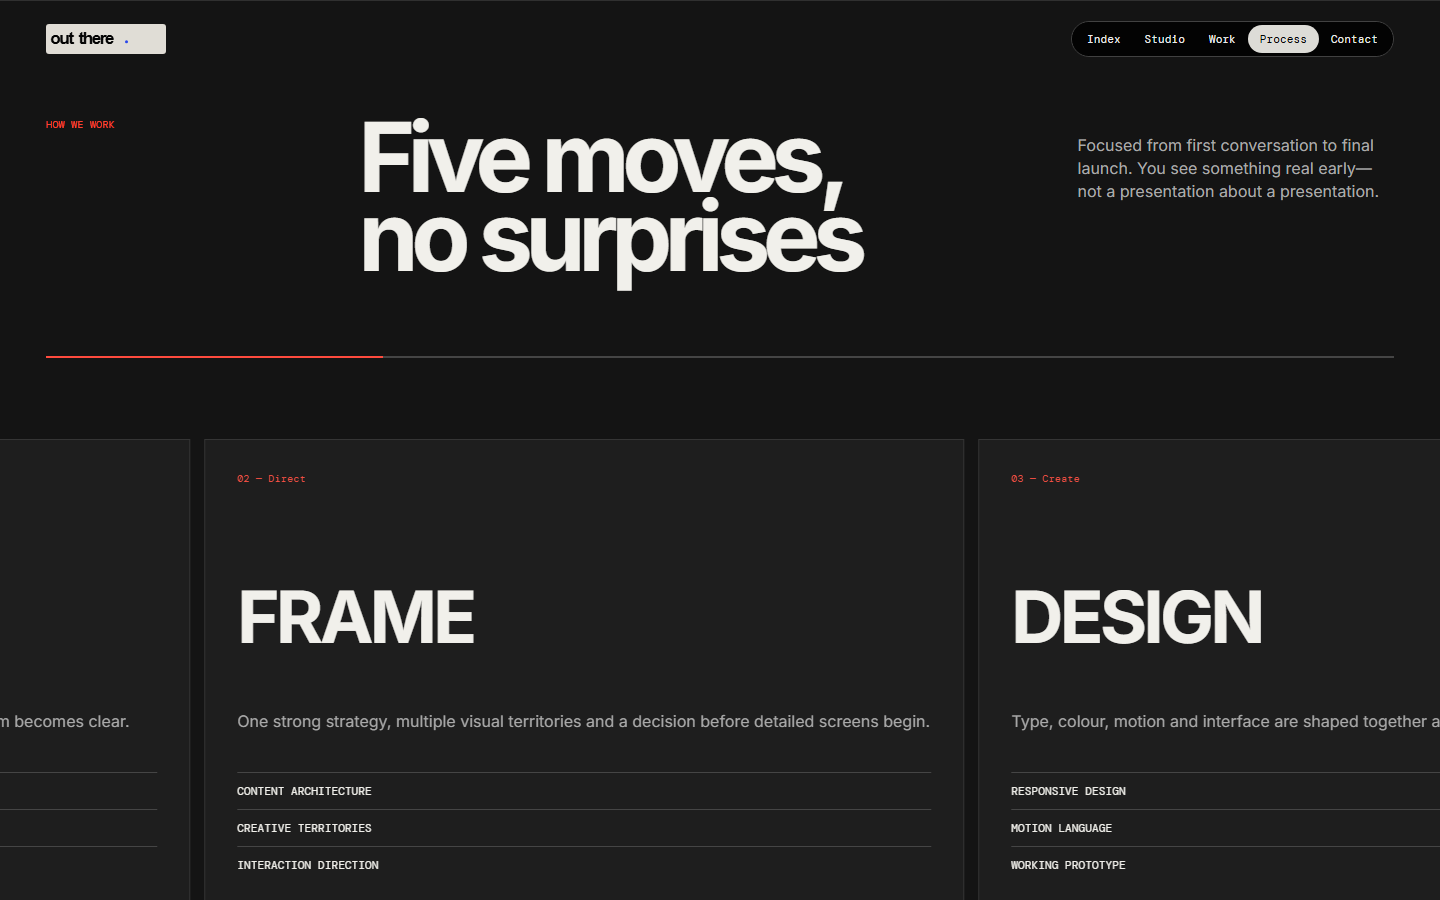 out there .
Index Studio Work Process Contact
HOW WE WORK
Five moves,
no surprises
Focused from first conversation to final
launch. You see something real early—
not a presentation about a presentation.
m becomes clear.
02 — Direct
FRAME
One strong strategy, multiple visual territories and a decision before detailed screens begin.
CONTENT ARCHITECTURE
CREATIVE TERRITORIES
INTERACTION DIRECTION
03 — Create
DESIGN
Type, colour, motion and interface are shaped together a
RESPONSIVE DESIGN
MOTION LANGUAGE
WORKING PROTOTYPE